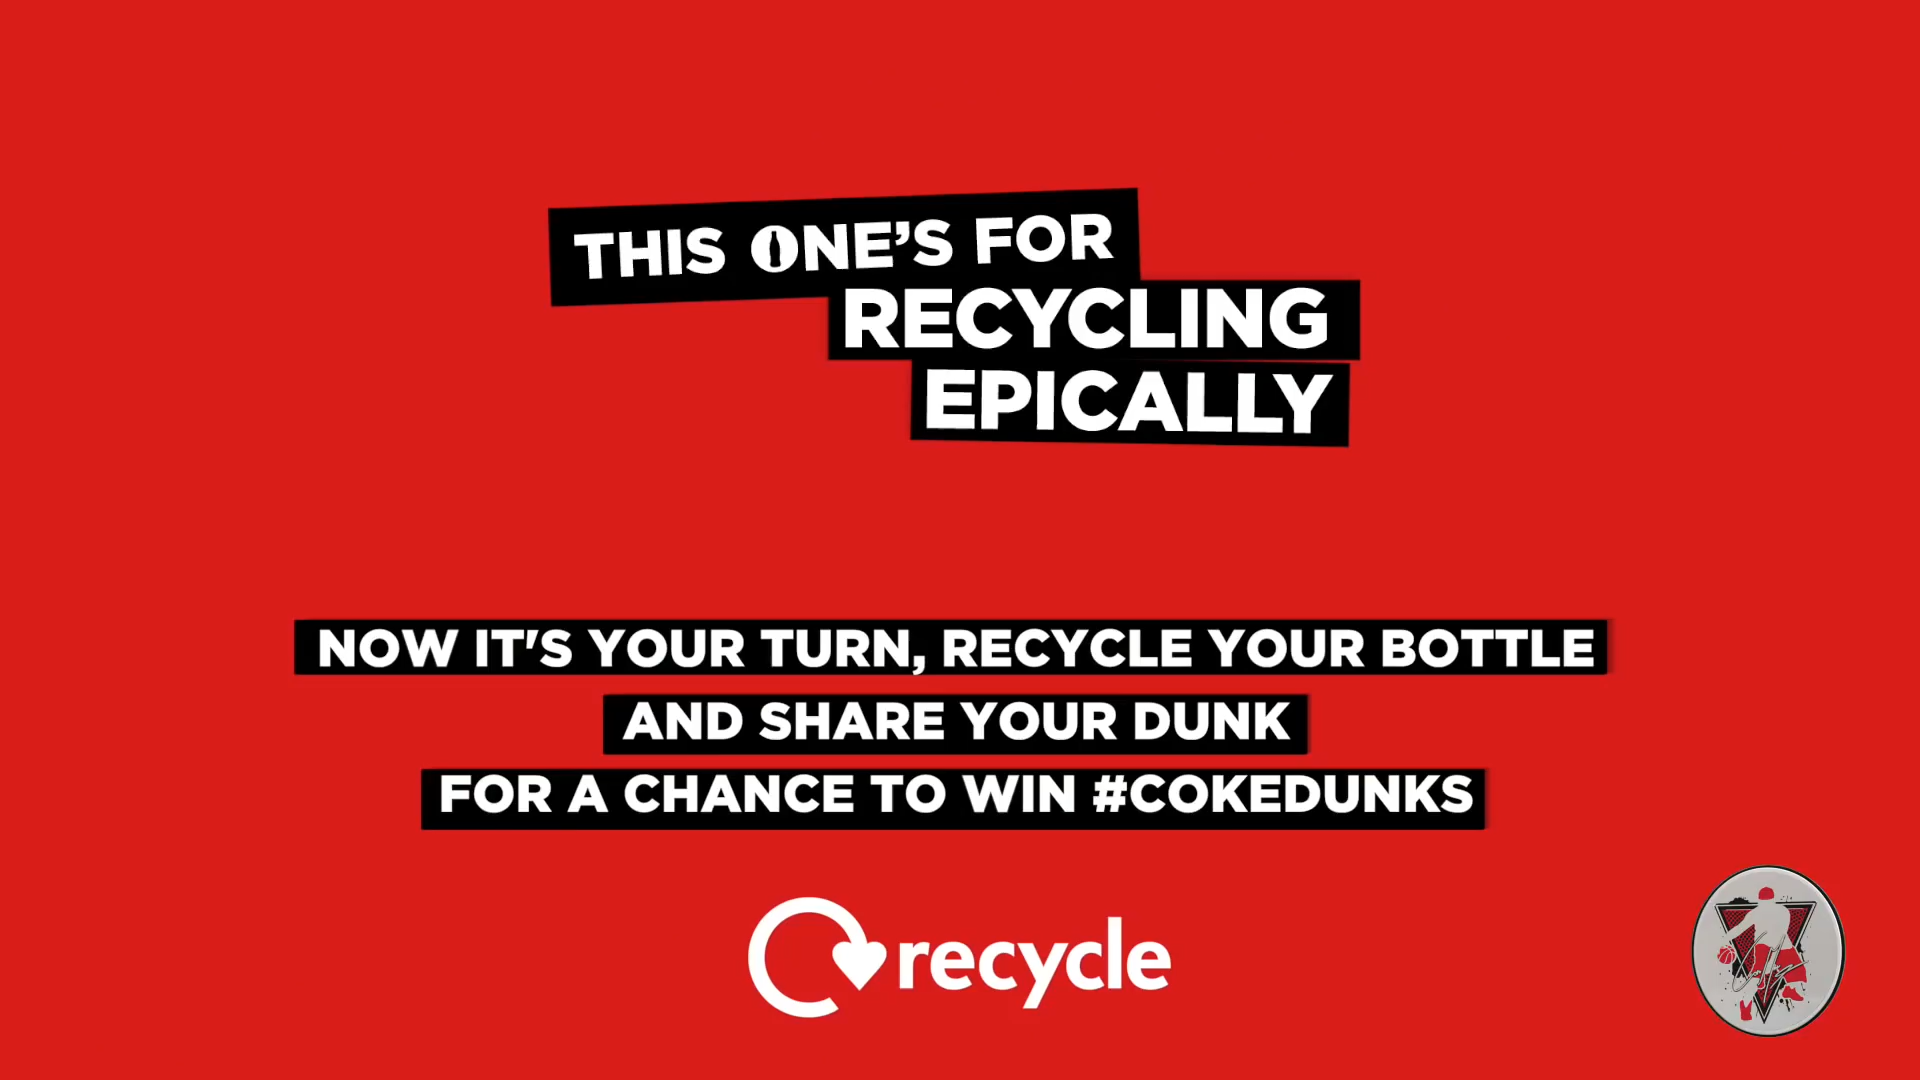 THIS ONE’S FOR
RECYCLING
EPICALLY
NOW IT'S YOUR TURN, RECYCLE YOUR BOTTLE
AND SHARE YOUR DUNK
FOR A CHANCE TO WIN #COKEDUNKS
recycle